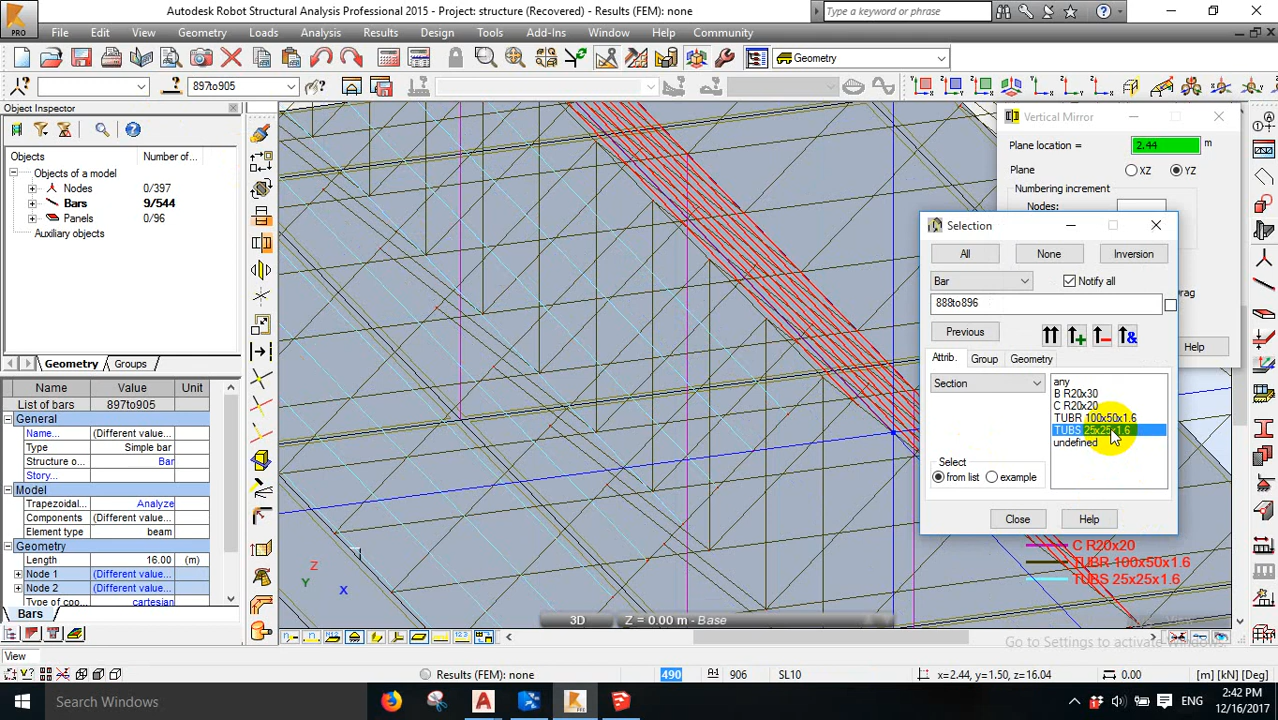 Autodesk Robot Structural Analysis Professional 2015 - Project: structure (Recovered) - Results (FEM): none
Type a keyword or phrase
PRO
File Edit View Geometry Loads Analysis Results Design Tools Add-Ins Window Help Community
Geometry
897to905
Object Inspector
Objects Number of...
Objects of a model
Nodes 0/397
Bars 9/544
Panels 0/96
Auxiliary objects
Geometry Groups
Name Value Unit
List of bars 897to905
General
Name... (Different value...
Type Simple bar
Structure o... Bar
Story...
Model
Trapezoidal... Analyze
Components (Different value...
Element type beam
Geometry
Length 16.00 (m)
Node 1 (Different value...
Node 2 (Different value...
Type of coo... cartesian
Bars
View
Vertical Mirror
Plane location = 2.44 m
Plane XZ YZ
Numbering increment
Nodes:
Drag
Help
Selection
All None Inversion
Bar Notify all
888to896
Previous
Attrib. Group Geometry
Section
any
B R20x30
C R20x20
TUBR 100x50x1.6
TUBS 25x25x1.6
undefined
Select
from list example
Close Help
C R20x20
TUBR 100x50x1.6
TUBS 25x25x1.6
Z
Y
X
3D Z = 0.00 m - Base
Go to Settings to activate Windows.
Results (FEM): none 490 906 SL10 x=2.44, y=1.50, z=16.04 0.00 [m] [kN] [Deg]
Search Windows
ENG
2:42 PM
12/16/2017